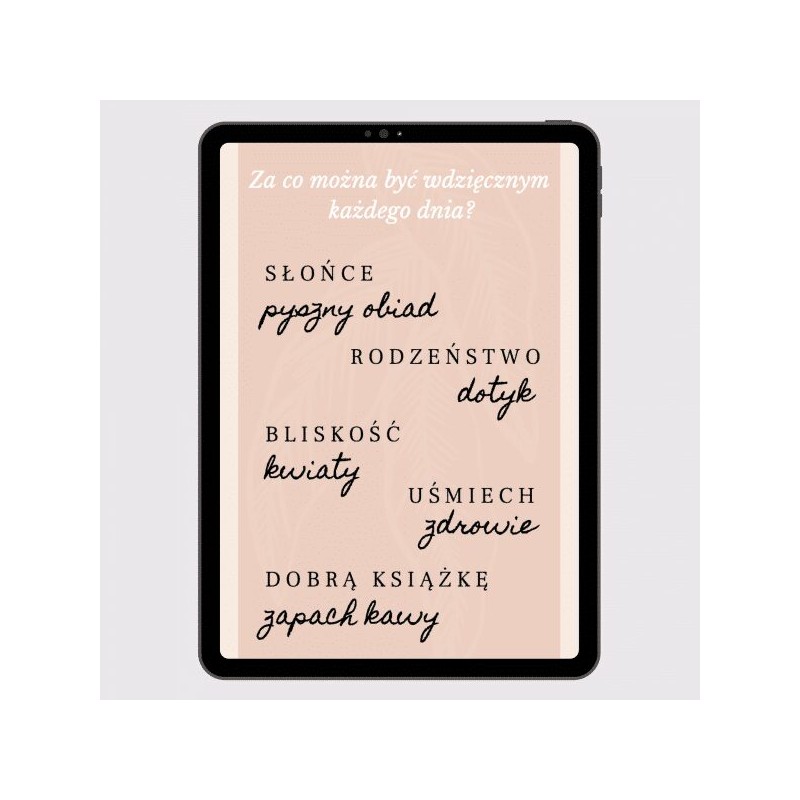 Za co można być wdzięcznym
każdego dnia?
SŁOŃCE
pyszny obiad
RODZEŃSTWO
dotyk
BLISKOŚĆ
kwiaty
UŚMIECH
zdrowie
DOBRĄ KSIĄŻKĘ
zapach kawy